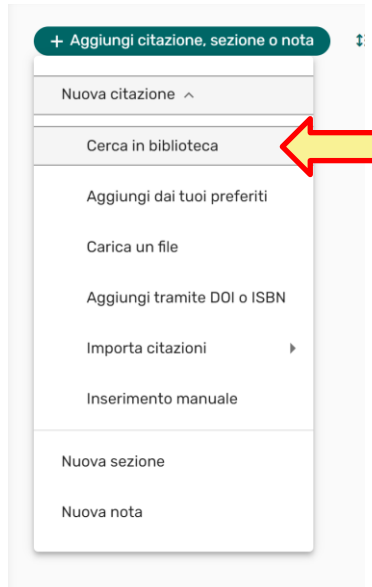 + Aggiungi citazione, sezione o nota
Nuova citazione
Cerca in biblioteca
Aggiungi dai tuoi preferiti
Carica un file
Aggiungi tramite DOI o ISBN
Importa citazioni
Inserimento manuale
Nuova sezione
Nuova nota